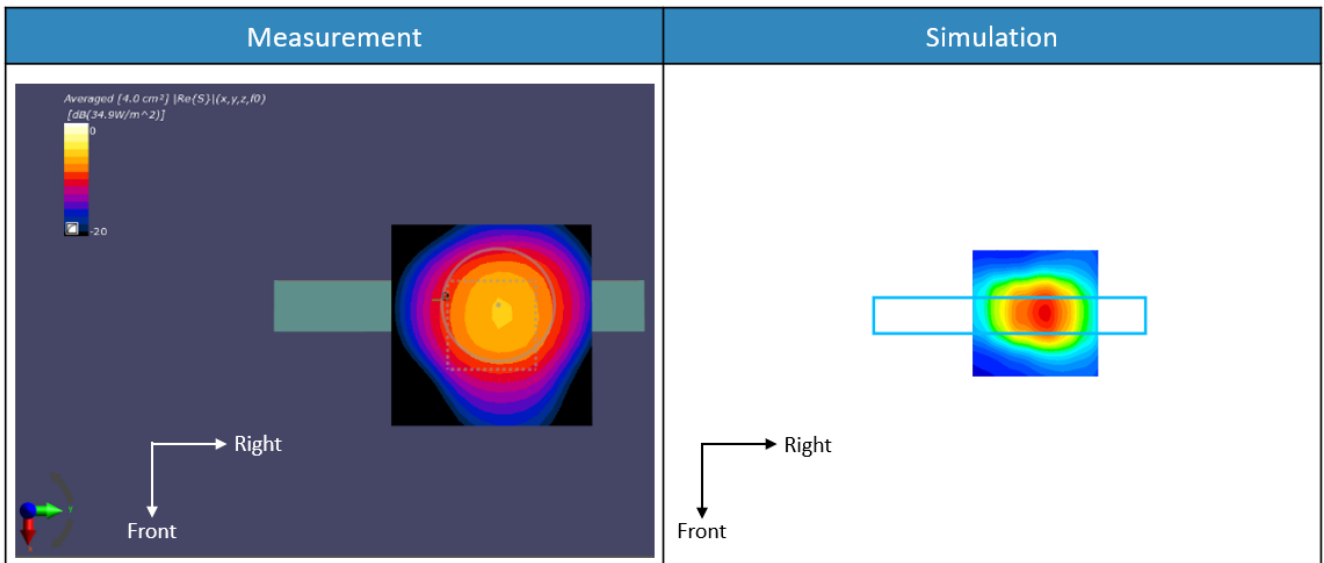 Measurement
Simulation
Averaged [4.0 cm²] |Re{S}|(x,y,z,f0)
[dB(34.9W/m^2)]
0
-20
Right
Front
Y
X
Right
Front